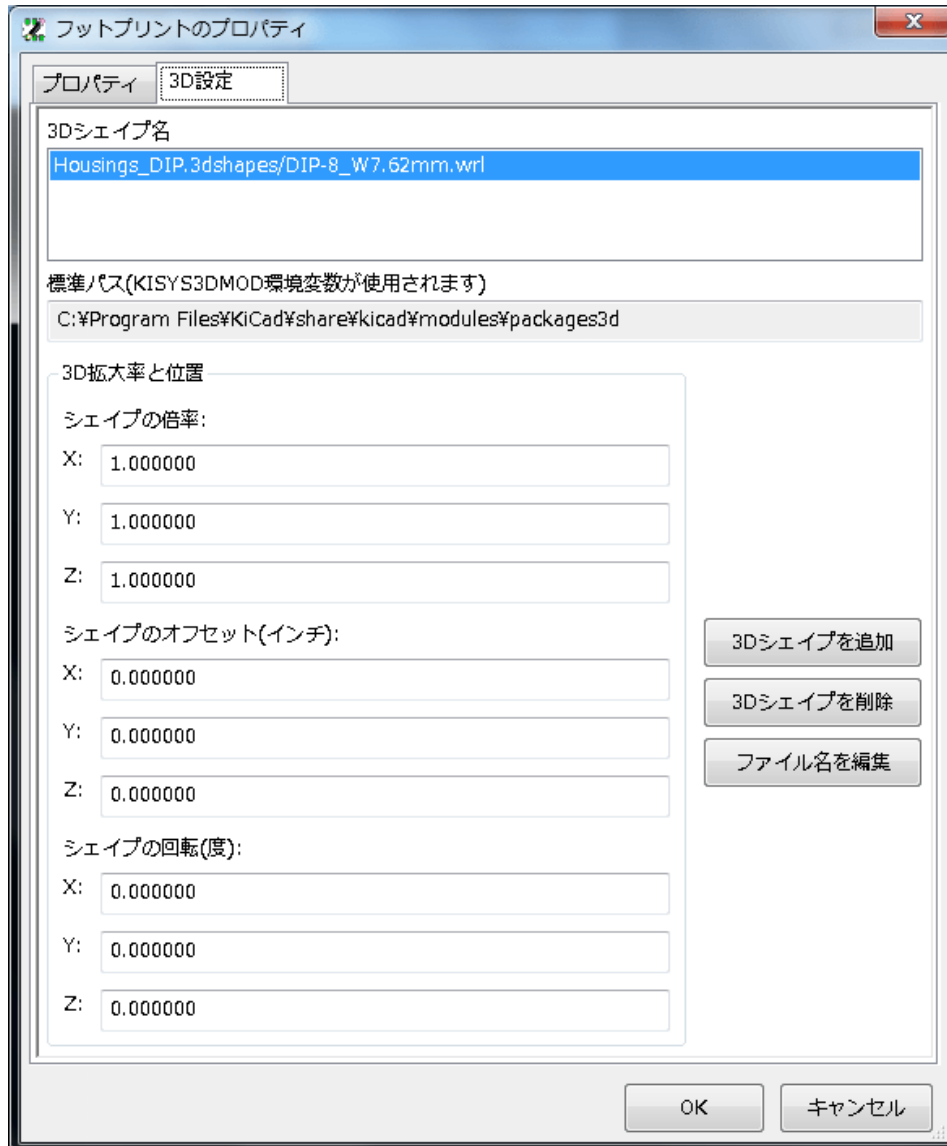 フットプリントのプロパティ
プロパティ 3D設定
3Dシェイプ名
Housings_DIP.3dshapes/DIP-8_W7.62mm.wrl
標準パス(KISYS3DMOD環境変数が使用されます)
C:¥Program Files¥KiCad¥share¥kicad¥modules¥packages3d
3D拡大率と位置
シェイプの倍率:
X: 1.000000
Y: 1.000000
Z: 1.000000
シェイプのオフセット(インチ):
X: 0.000000
Y: 0.000000
Z: 0.000000
シェイプの回転(度):
X: 0.000000
Y: 0.000000
Z: 0.000000
3Dシェイプを追加
3Dシェイプを削除
ファイル名を編集
OK キャンセル